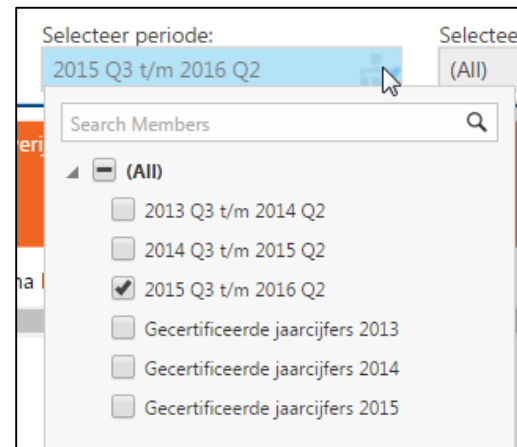 Selecteer periode: Selectee
2015 Q3 t/m 2016 Q2 (All)
Search Members
(All)
2013 Q3 t/m 2014 Q2
2014 Q3 t/m 2015 Q2
2015 Q3 t/m 2016 Q2
Gecertificeerde jaarcijfers 2013
Gecertificeerde jaarcijfers 2014
Gecertificeerde jaarcijfers 2015